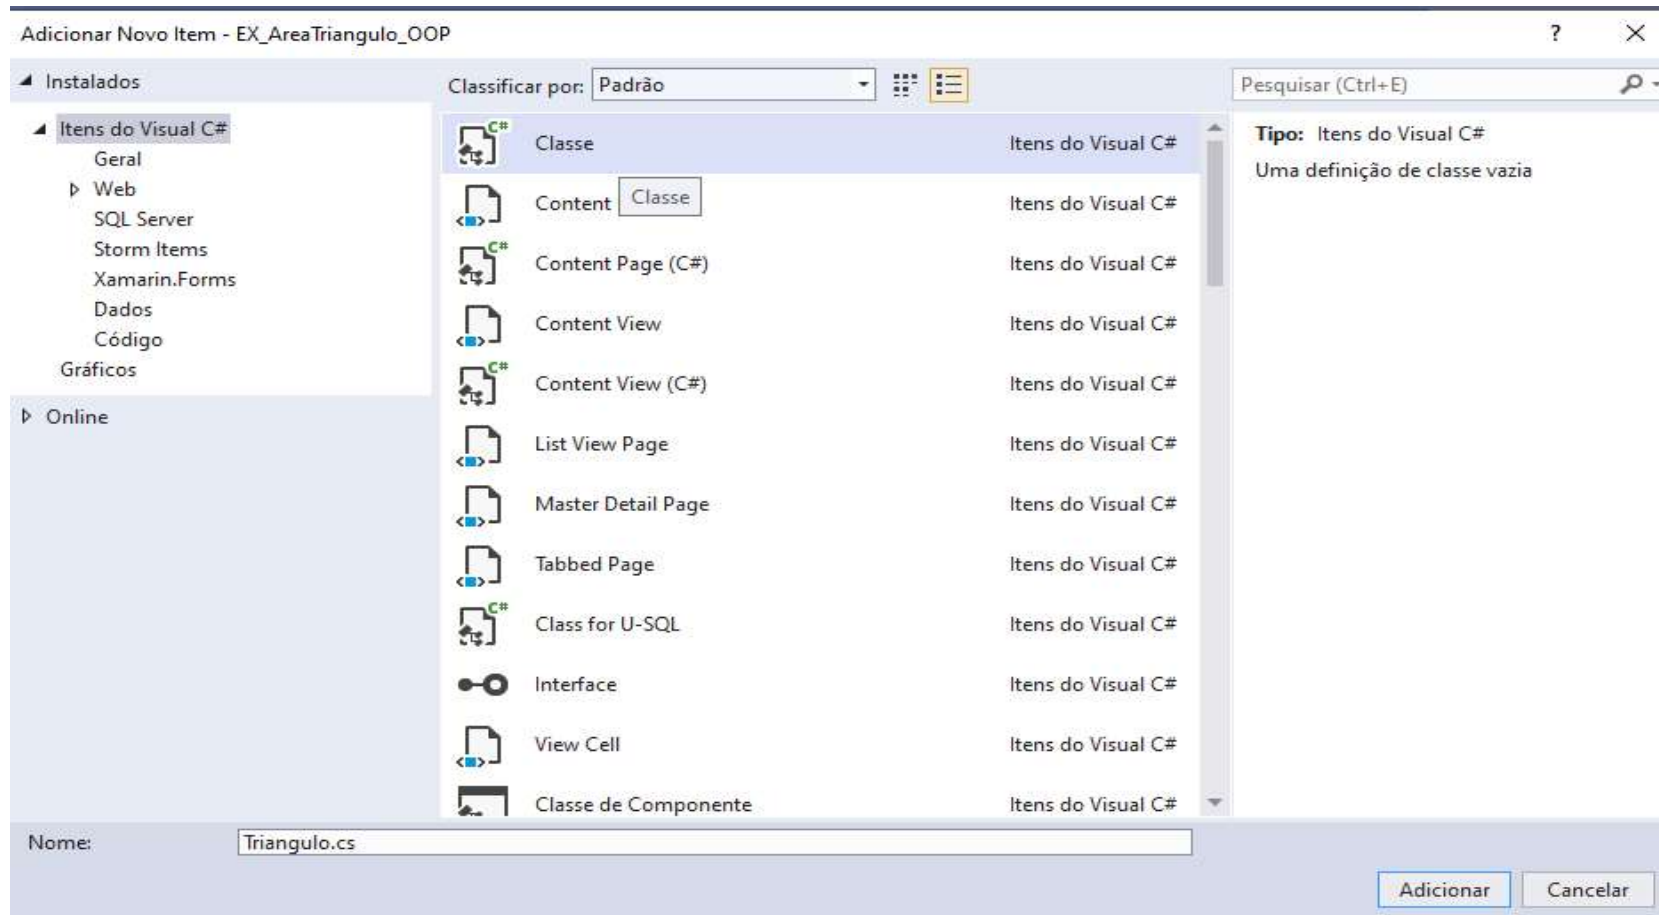 Adicionar Novo Item - EX_AreaTriangulo_OOP
?
Instalados
Classificar por: Padrão
Pesquisar (Ctrl+E)
Itens do Visual C#
Geral
Web
SQL Server
Storm Items
Xamarin.Forms
Dados
Código
Gráficos
Online
Classe Itens do Visual C#
Classe
Content Itens do Visual C#
Content Page (C#) Itens do Visual C#
Content View Itens do Visual C#
Content View (C#) Itens do Visual C#
List View Page Itens do Visual C#
Master Detail Page Itens do Visual C#
Tabbed Page Itens do Visual C#
Class for U-SQL Itens do Visual C#
Interface Itens do Visual C#
View Cell Itens do Visual C#
Classe de Componente Itens do Visual C#
Tipo: Itens do Visual C#
Uma definição de classe vazia
Nome: Triangulo.cs
Adicionar Cancelar